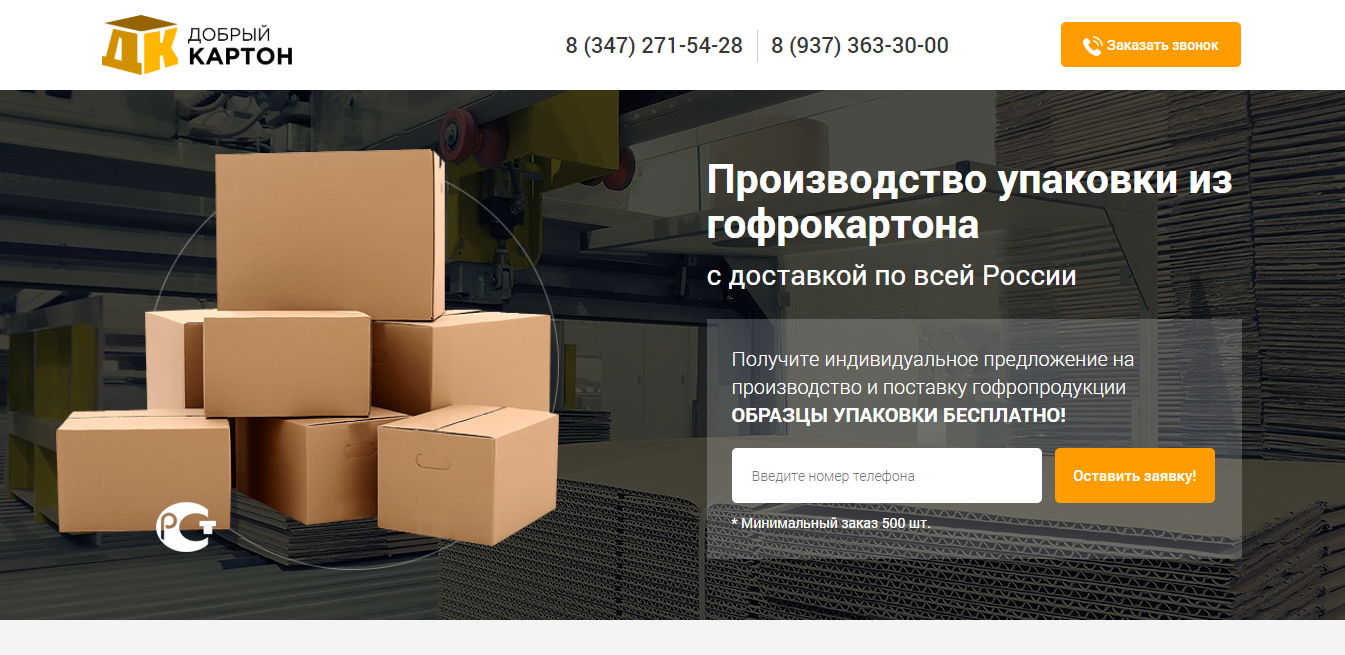 ДК
ДОБРЫЙ
КАРТОН
8 (347) 271-54-28
8 (937) 363-30-00
Заказать звонок
Производство упаковки из
гофрокартона
с доставкой по всей России
Получите индивидуальное предложение на
производство и поставку гофропродукции
ОБРАЗЦЫ УПАКОВКИ БЕСПЛАТНО!
Введите номер телефона
Оставить заявку!
* Минимальный заказ 500 шт.
РСТ